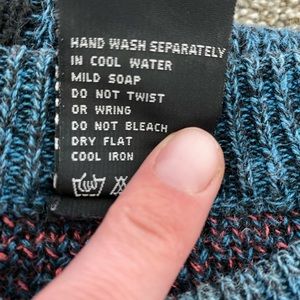 HAND WASH SEPARATELY
IN COOL WATER
MILD SOAP
DO NOT TWIST
OR WRING
DO NOT BLEACH
DRY FLAT
COOL IRON